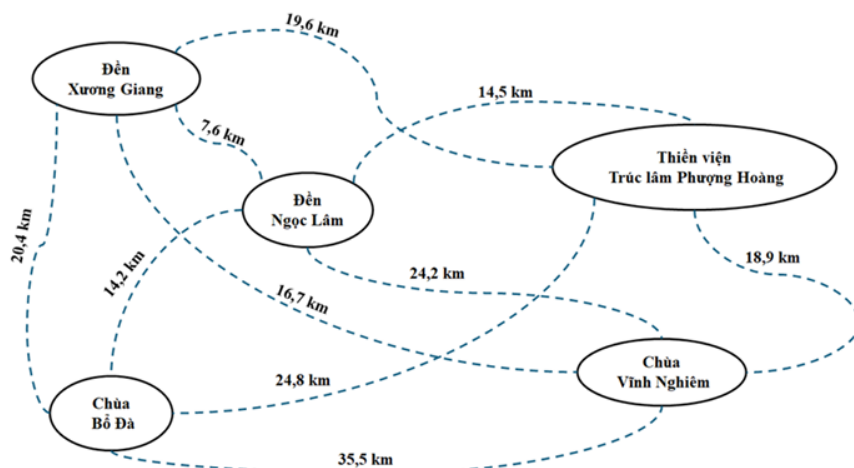 19,6 km
Đền
Xương Giang
14,5 km
7,6 km
Thiền viện
Trúc lâm Phượng Hoàng
Đền
Ngọc Lâm
20,4 km
14,2 km
24,2 km
18,9 km
16,7 km
Chùa
Vĩnh Nghiêm
24,8 km
Chùa
Bổ Đà
35,5 km